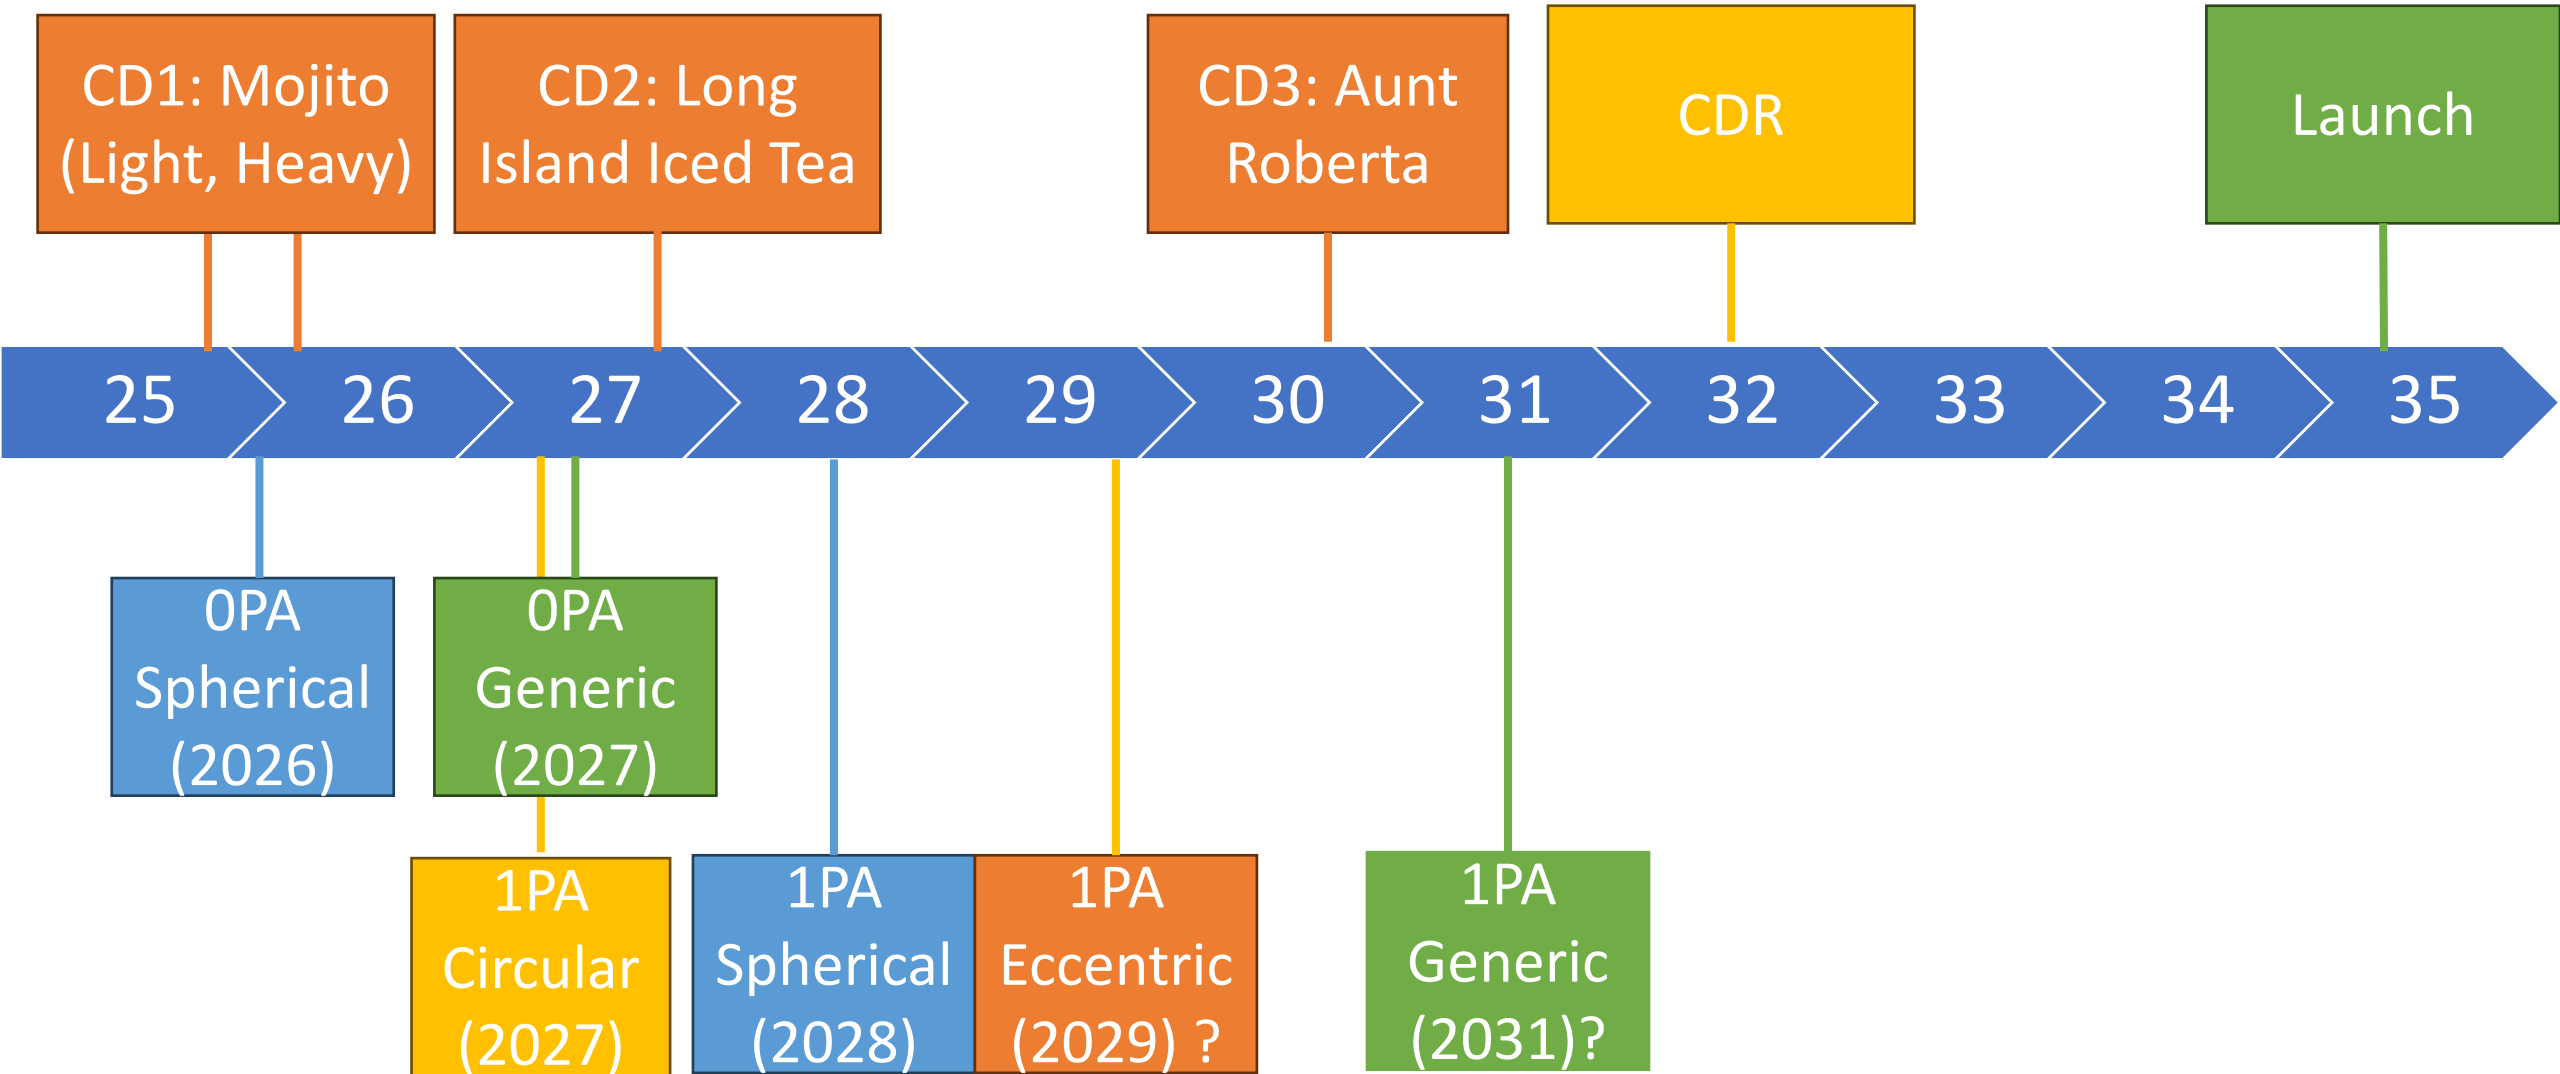 CD1: Mojito
(Light, Heavy)
CD2: Long
Island Iced Tea
CD3: Aunt
Roberta
CDR
Launch
25
26
27
28
29
30
31
32
33
34
35
0PA
Spherical
(2026)
0PA
Generic
(2027)
1PA
Circular
(2027)
1PA
Spherical
(2028)
1PA
Eccentric
(2029) ?
1PA
Generic
(2031)?